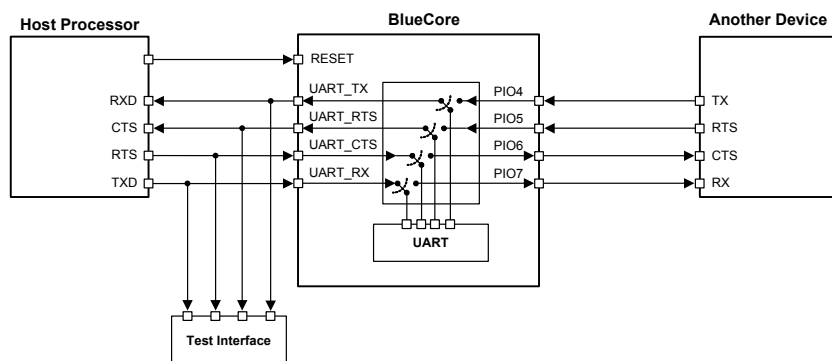 Host Processor
BlueCore
Another Device
RESET
RXD
UART_TX
PIO4
TX
CTS
UART_RTS
PIO5
RTS
RTS
UART_CTS
PIO6
CTS
TXD
UART_RX
PIO7
RX
UART
Test Interface